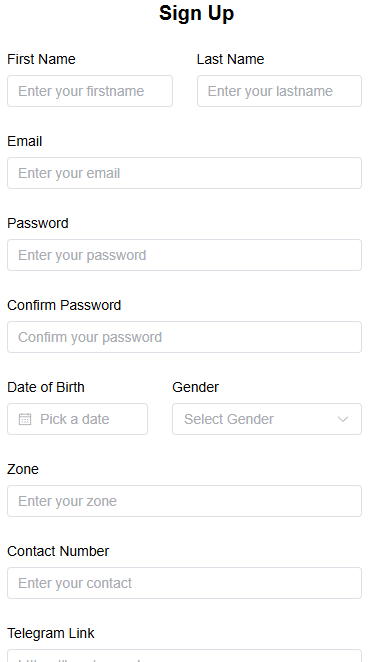 Sign Up
First Name Last Name
Enter your firstname Enter your lastname
Email
Enter your email
Password
Enter your password
Confirm Password
Confirm your password
Date of Birth Gender
Pick a date Select Gender
Zone
Enter your zone
Contact Number
Enter your contact
Telegram Link